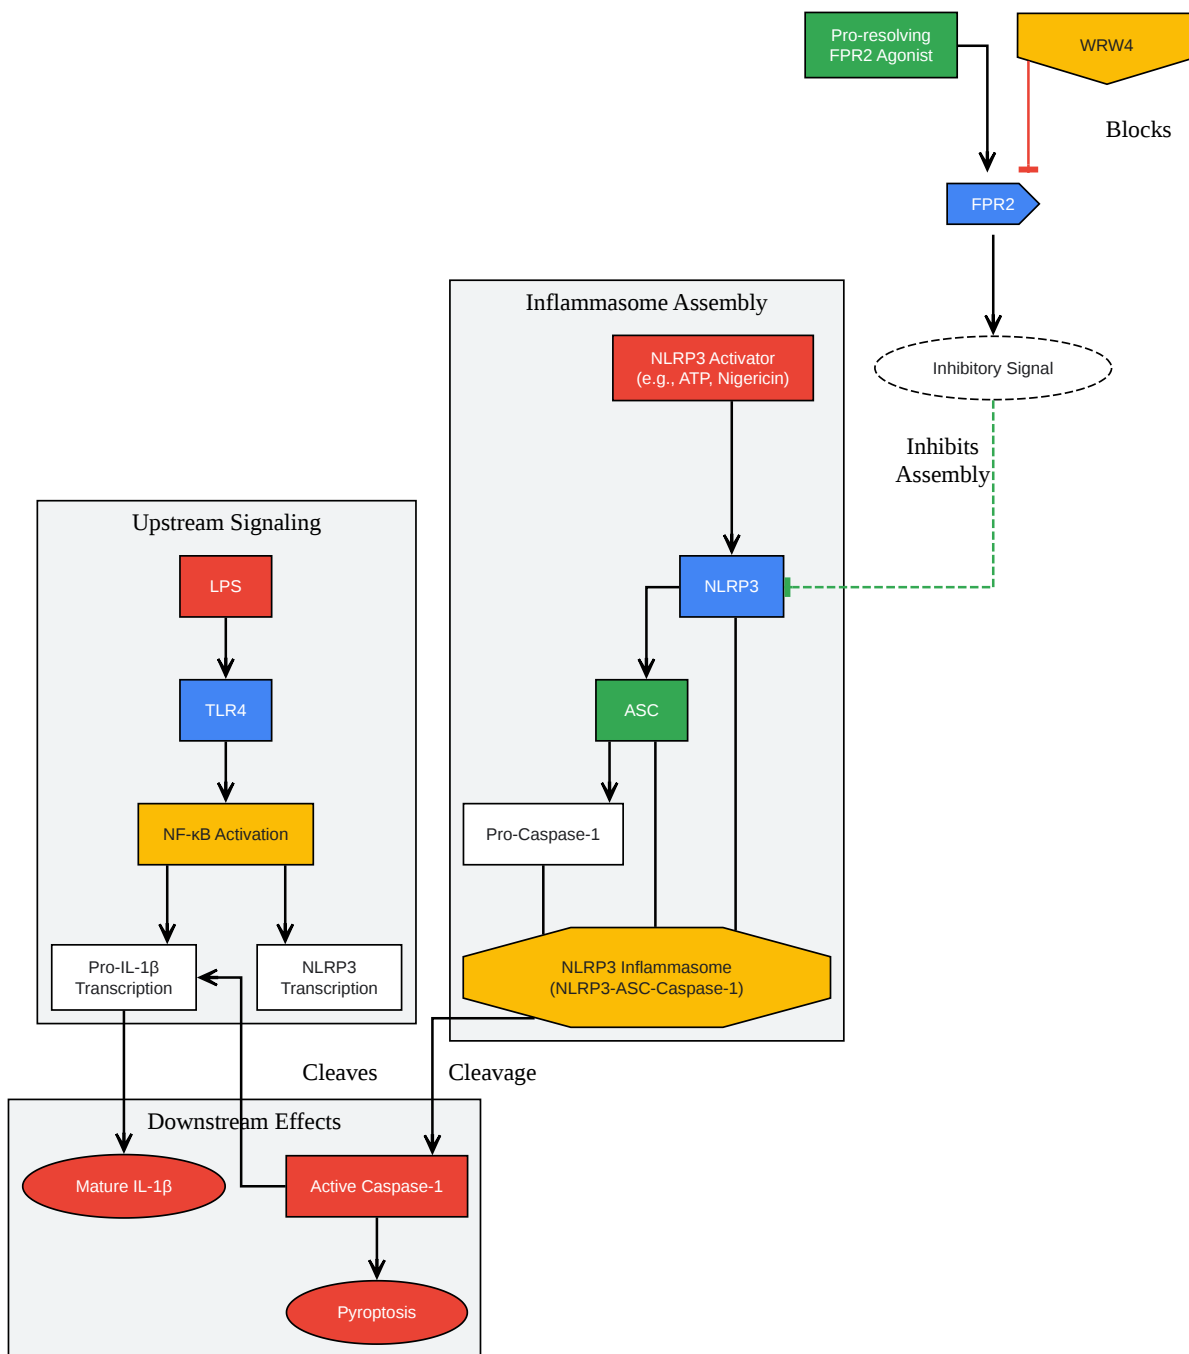 Pro-resolving
FPR2 Agonist
WRW4
Blocks
FPR2
Inflammasome Assembly
NLRP3 Activator
(e.g., ATP, Nigericin)
Inhibitory Signal
Inhibits
Assembly
Upstream Signaling
LPS
NLRP3
TLR4
ASC
NF-κB Activation
Pro-Caspase-1
Pro-IL-1β
Transcription
NLRP3
Transcription
NLRP3 Inflammasome
(NLRP3-ASC-Caspase-1)
Cleaves
Cleavage
Downstream Effects
Mature IL-1β
Active Caspase-1
Pyroptosis